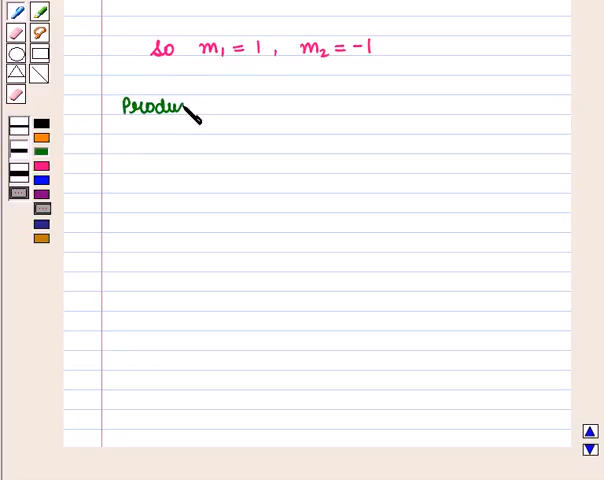 so m₁ = 1 , m₂ = -1
Produ